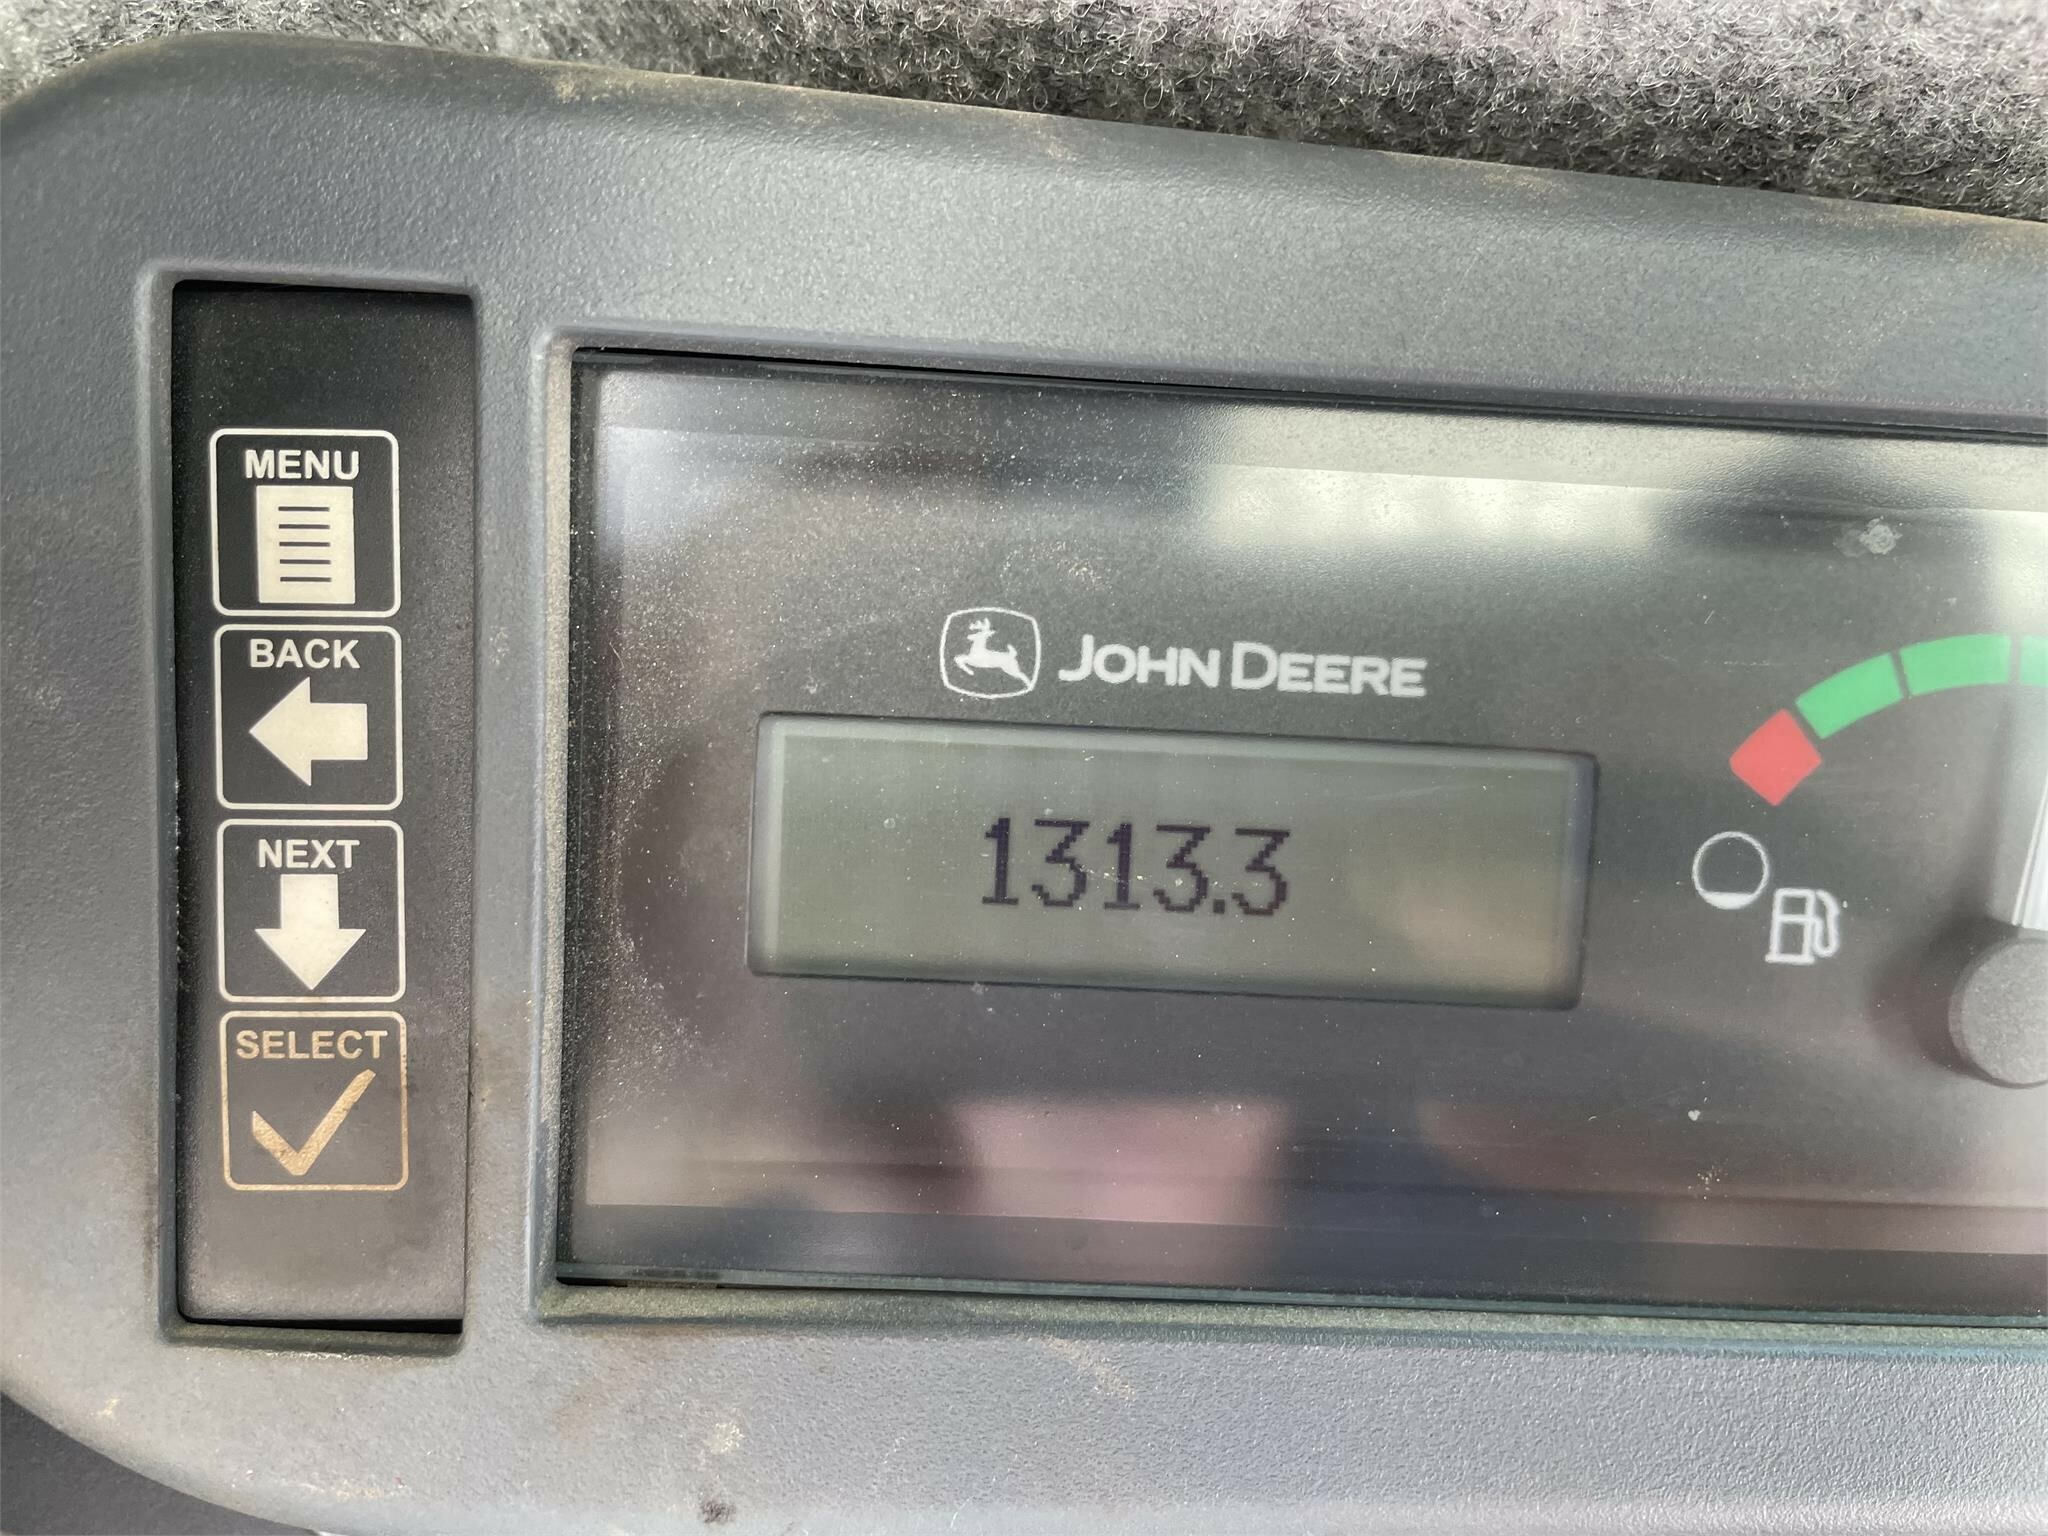 MENU
BACK
NEXT
SELECT
JOHN DEERE
1313.3